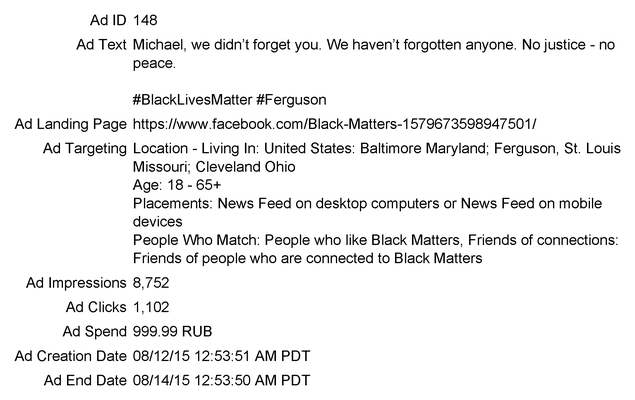 Ad ID 148
Ad Text Michael, we didn't forget you. We haven't forgotten anyone. No justice - no
peace.
#BlackLivesMatter #Ferguson
Ad Landing Page https://www.facebook.com/Black-Matters-1579673598947501/
Ad Targeting Location - Living In: United States: Baltimore Maryland; Ferguson, St. Louis
Missouri; Cleveland Ohio
Age: 18 - 65+
Placements: News Feed on desktop computers or News Feed on mobile
devices
People Who Match: People who like Black Matters, Friends of connections:
Friends of people who are connected to Black Matters
Ad Impressions 8,752
Ad Clicks 1,102
Ad Spend 999.99 RUB
Ad Creation Date 08/12/15 12:53:51 AM PDT
Ad End Date 08/14/15 12:53:50 AM PDT